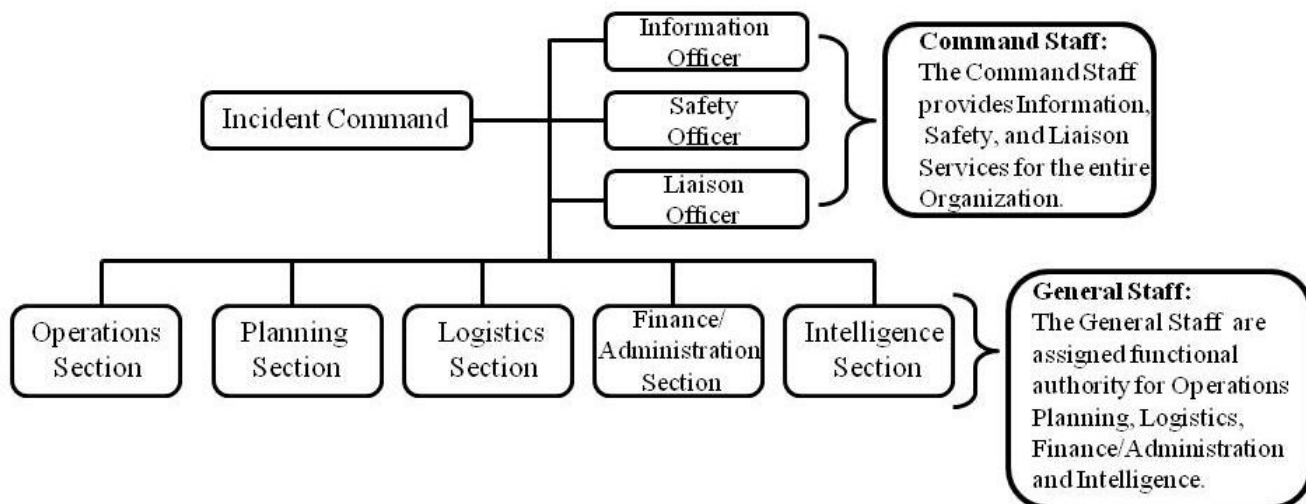 Information
Officer
Command Staff:
The Command Staff
provides Information,
Safety, and Liaison
Services for the entire
Organization.
Incident Command
Safety
Officer
Liaison
Officer
Operations
Section
Planning
Section
Logistics
Section
Finance/
Administration
Section
Intelligence
Section
General Staff:
The General Staff are
assigned functional
authority for Operations
Planning, Logistics,
Finance/Administration
and Intelligence.